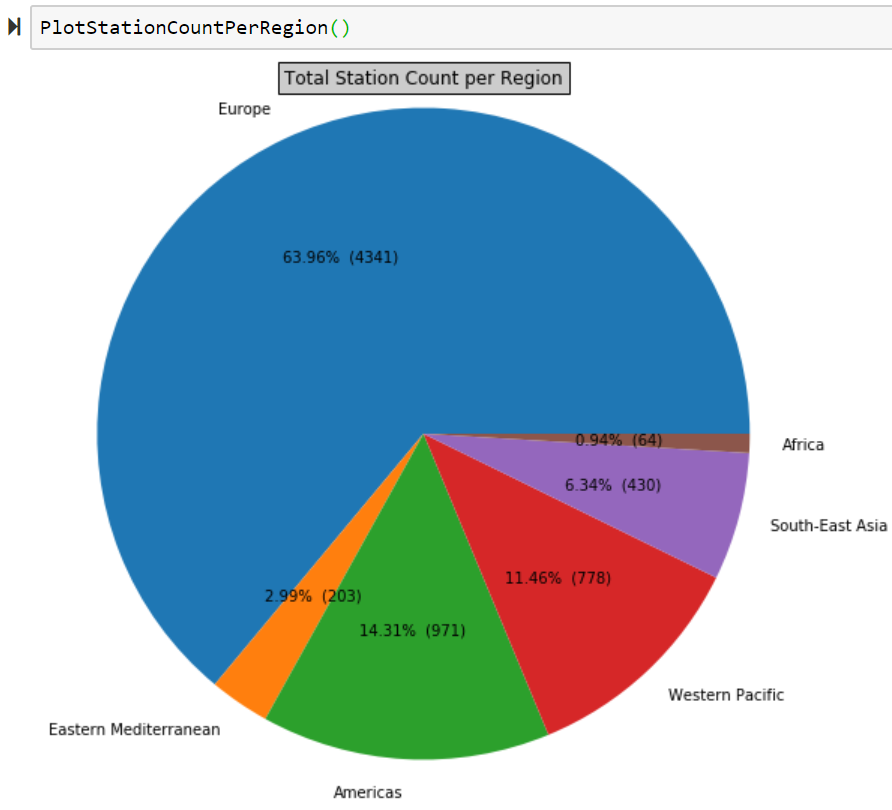 PlotStationCountPerRegion()
Total Station Count per Region
Europe
63.96% (4341)
0.94% (64)
Africa
6.34% (430)
South-East Asia
11.46% (778)
2.99% (203)
14.31% (971)
Western Pacific
Eastern Mediterranean
Americas